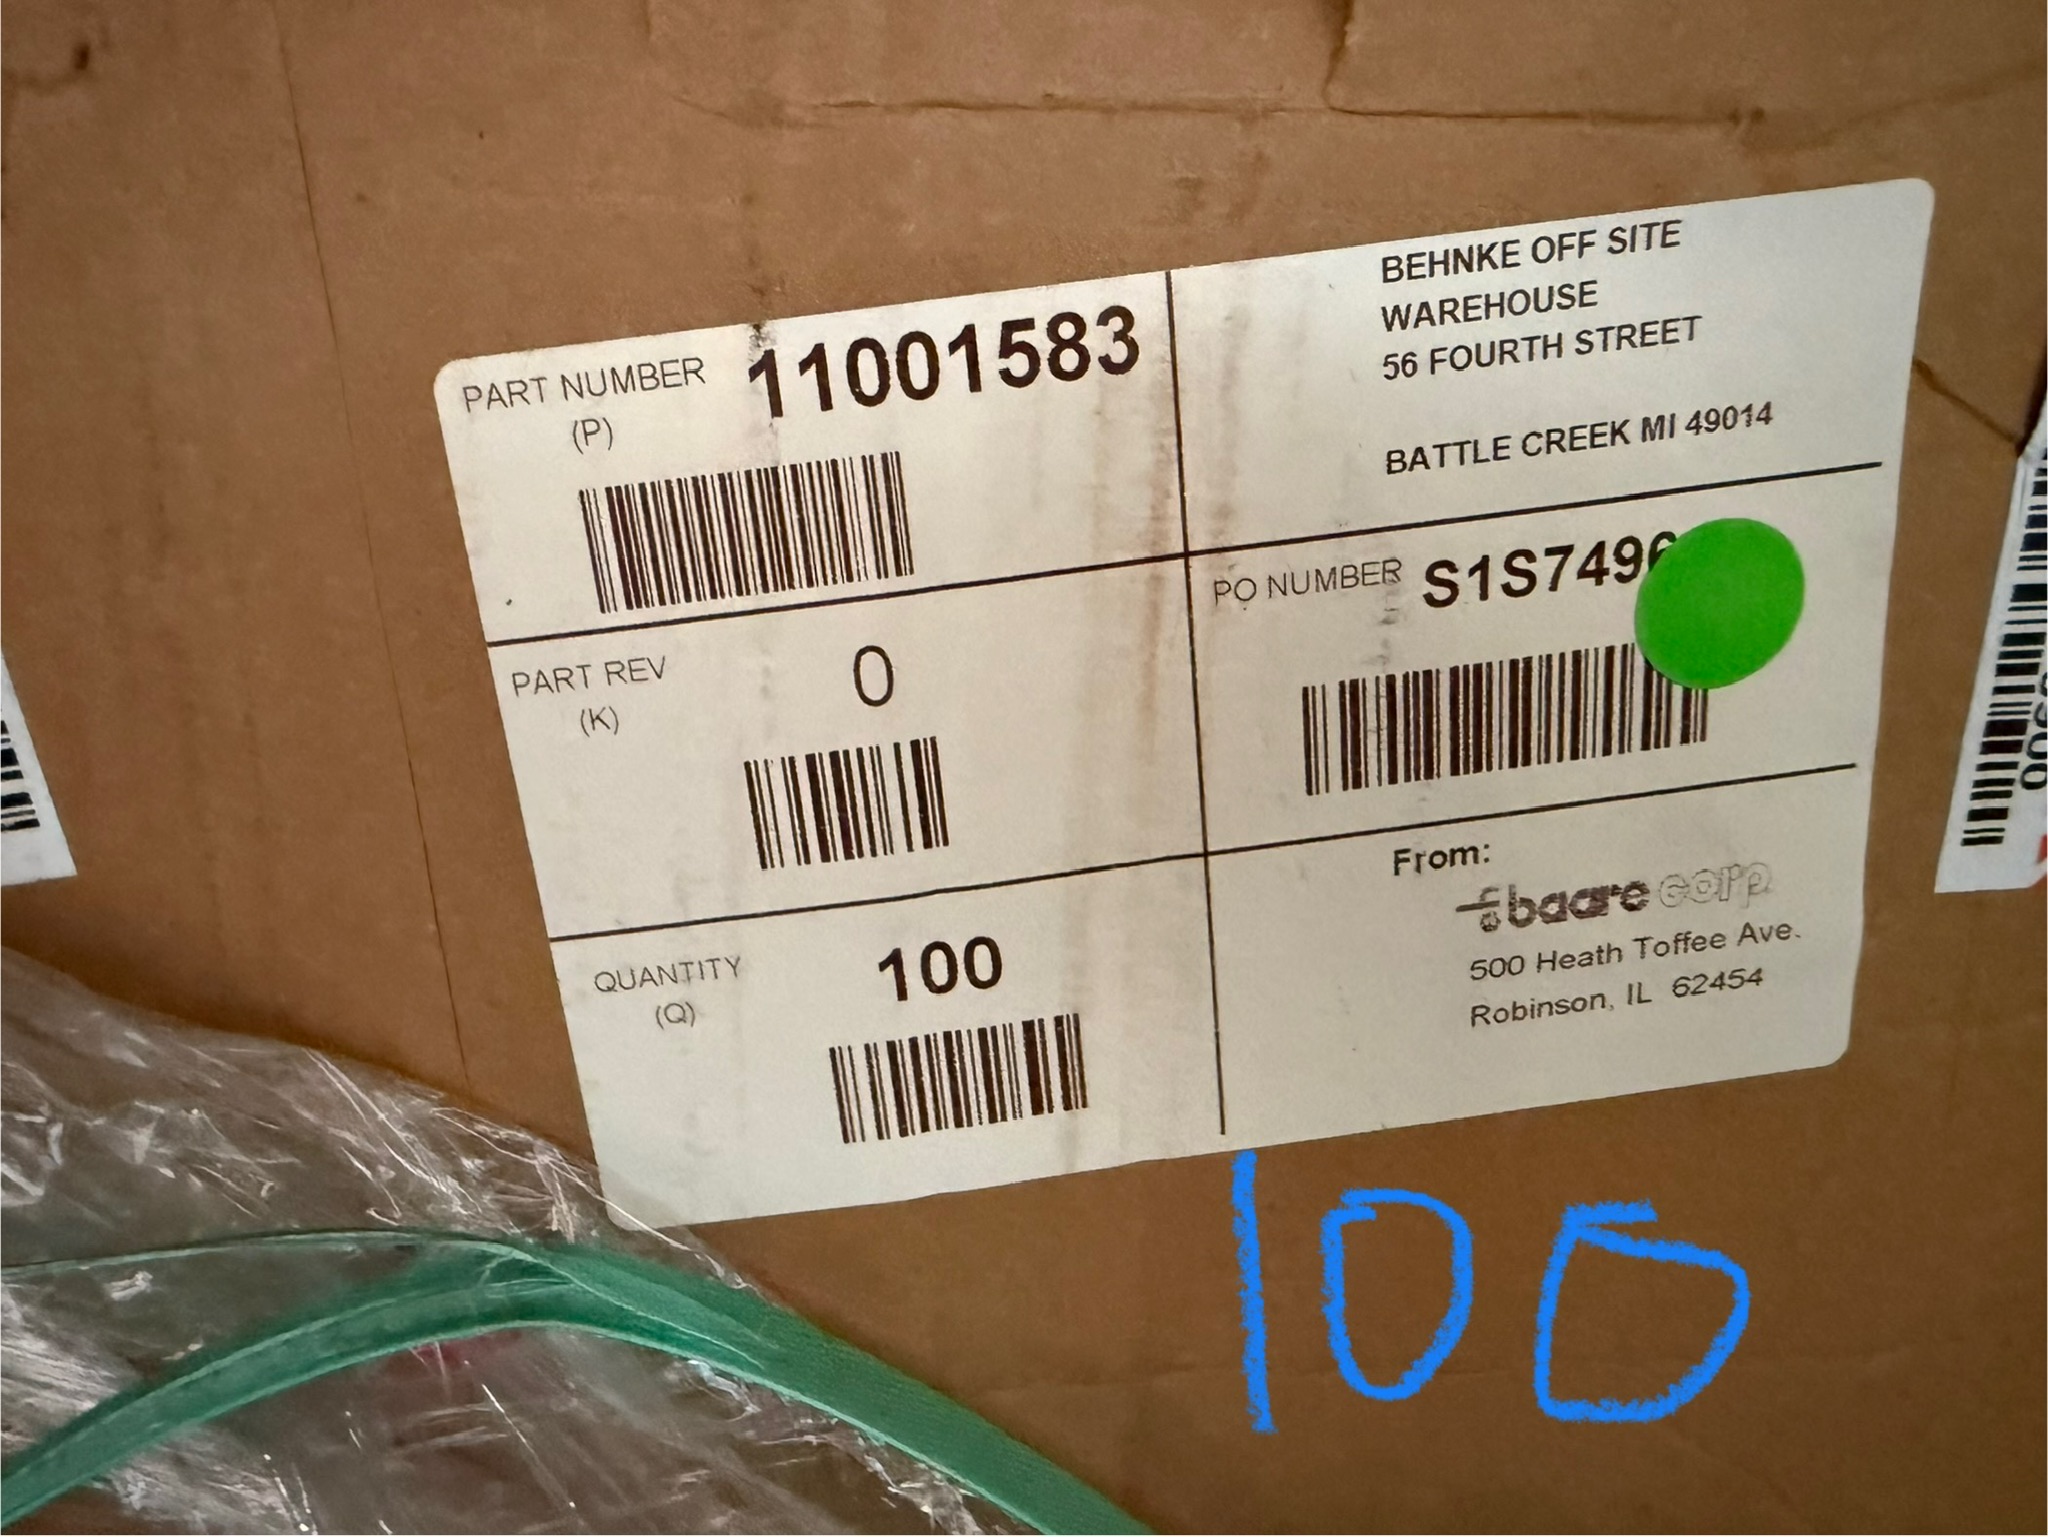 PART NUMBER 11001583
(P)
BEHNKE OFF SITE
WAREHOUSE
56 FOURTH STREET
BATTLE CREEK MI 49014
PART REV 0
(K)
PO NUMBER
QUANTITY 100
(Q)
From:
baare corp.
500 Heath Toffee Ave.
Robinson, IL 62454
100